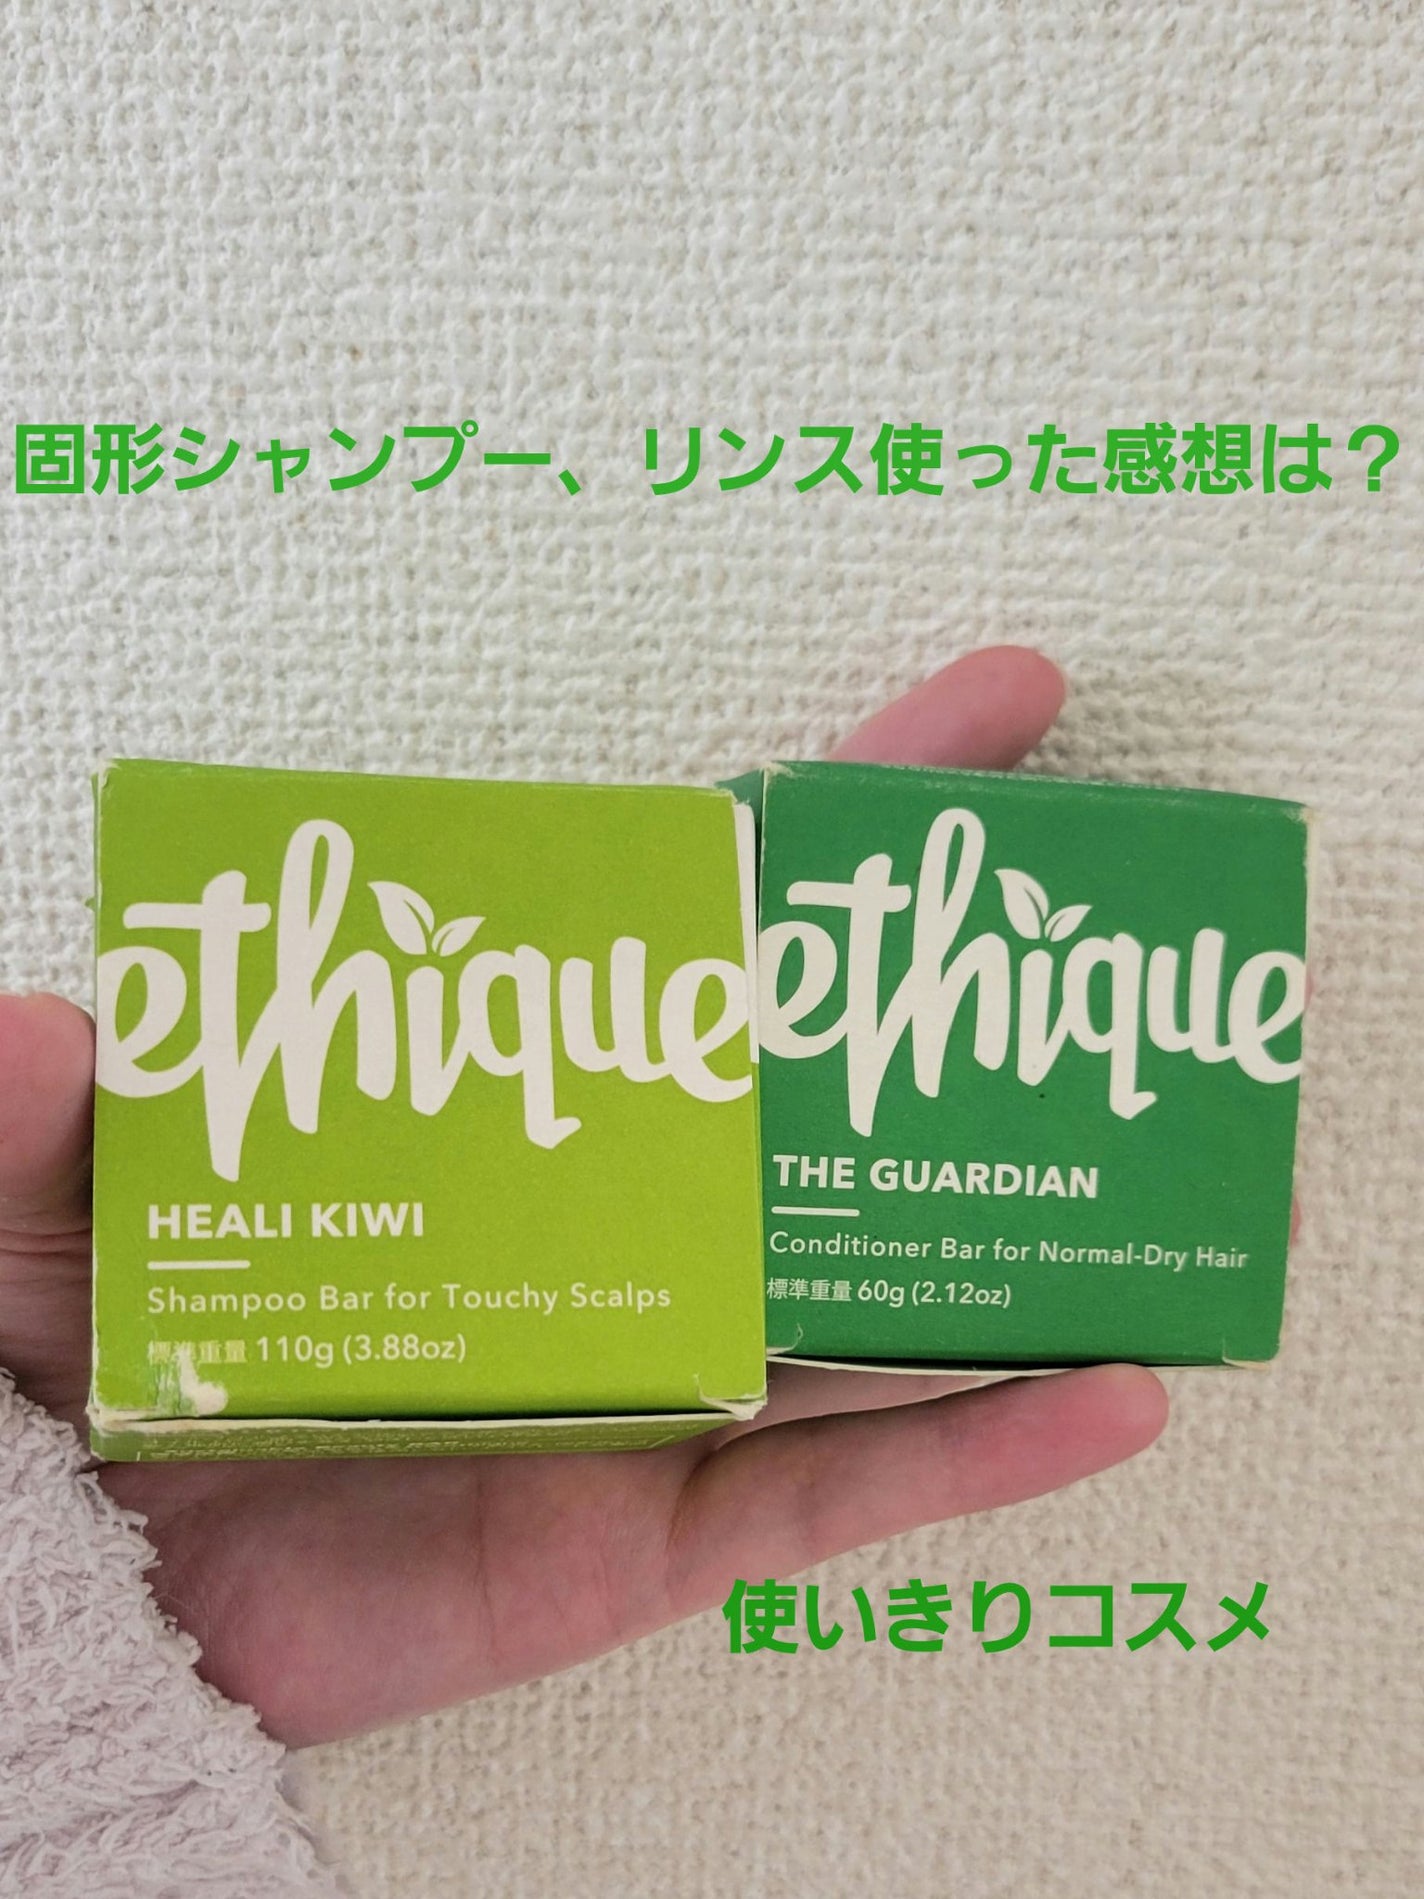 固形シャンプー、リンス使った感想は？
ethique
HEALI KIWI
Shampoo Bar for Touchy Scalps
標準重量 110g (3.88oz)
ethique
THE GUARDIAN
Conditioner Bar for Normal-Dry Hair
標準重量 60g (2.12oz)
使いきりコスメ